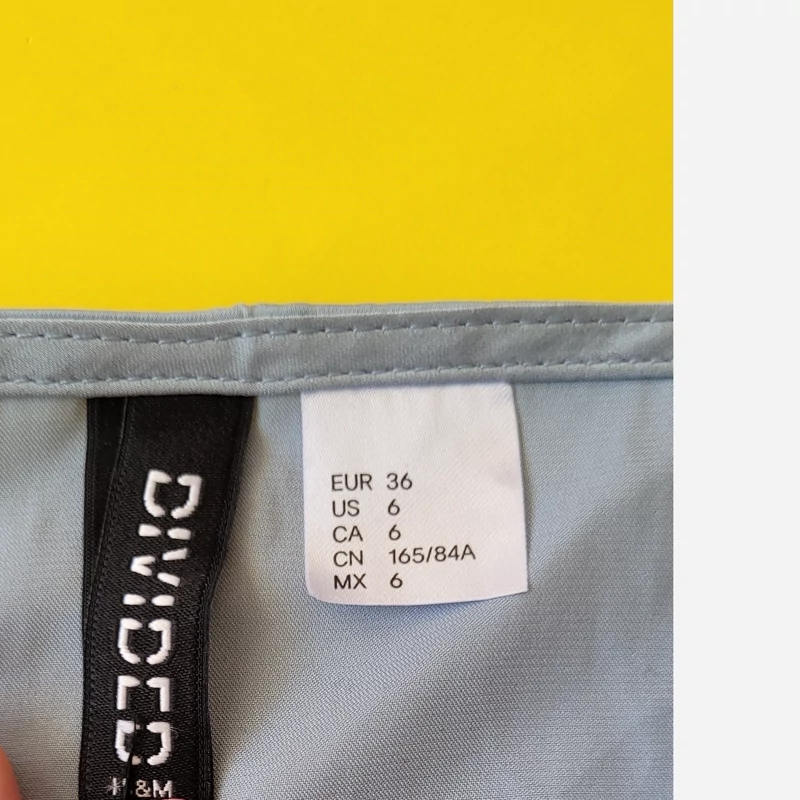 DIVIDED
H&M
EUR 36
US 6
CA 6
CN 165/84A
MX 6